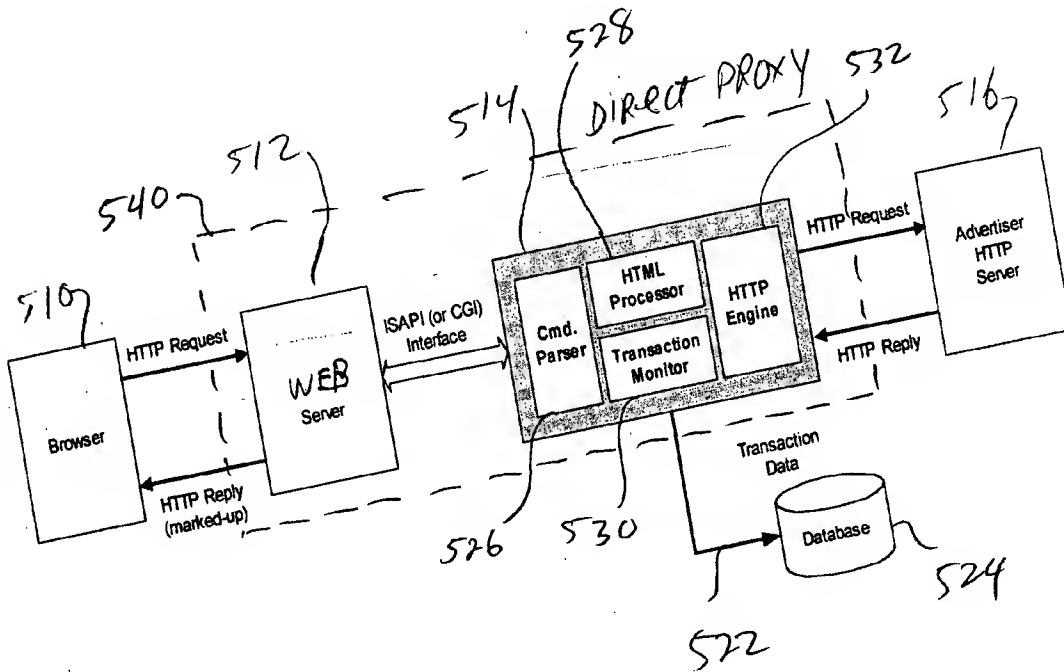 528
DIRECT PROXY
532
514
516
512
540
510
HTTP Request
Advertiser
HTTP
Server
HTML
Processor
HTTP
Engine
ISAPI (or CGI)
Interface
Cmd.
Parser
Transaction
Monitor
HTTP Reply
HTTP Request
WEB
Server
Browser
HTTP Reply
(marked-up)
Transaction
Data
526
530
Database
524
522